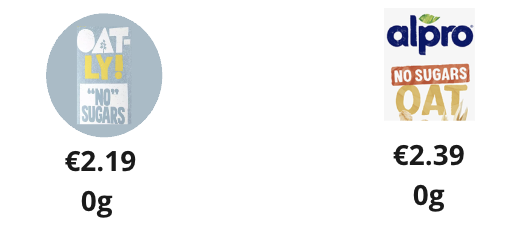 OAT-
LY!
"NO"
SUGARS
€2.19
0g
alpro
NO SUGARS
OAT
€2.39
0g